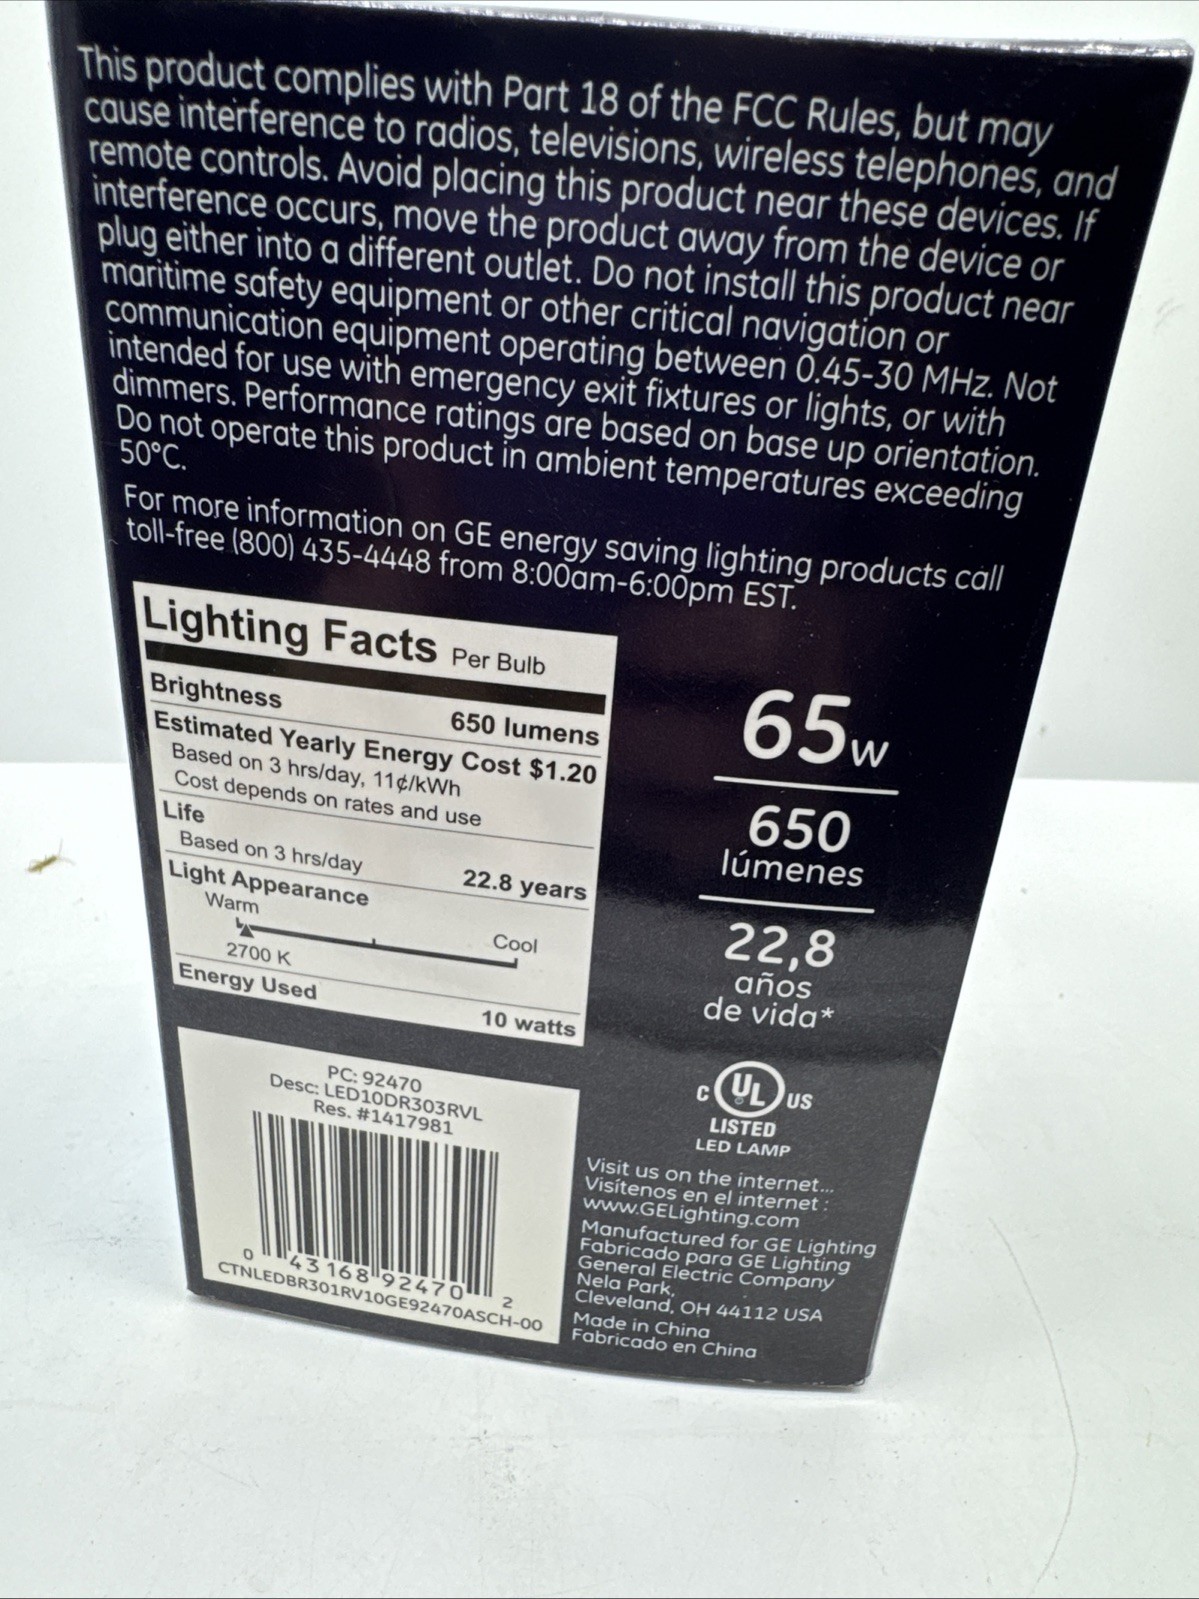 This product complies with Part 18 of the FCC Rules, but may
cause interference to radios, televisions, wireless telephones, and
remote controls. Avoid placing this product near these devices. If
interference occurs, move the product away from the device or
plug either into a different outlet. Do not install this product near
maritime safety equipment or other critical navigation or
communication equipment operating between 0.45-30 MHz. Not
intended for use with emergency exit fixtures or lights, or with
dimmers. Performance ratings are based on base up orientation.
Do not operate this product in ambient temperatures exceeding
50°C.
For more information on GE energy saving lighting products call
toll-free (800) 435-4448 from 8:00am-6:00pm EST.
Lighting Facts Per Bulb
Brightness 650 lumens
Estimated Yearly Energy Cost $1.20
Based on 3 hrs/day, 11¢/kWh
Cost depends on rates and use
Life
Based on 3 hrs/day 22.8 years
Light Appearance
Warm Cool
2700 K
Energy Used 10 watts
65w
650
lúmenes
22,8
años
de vida*
C UL US
LISTED
LED LAMP
PC: 92470
Desc: LED10DR303RVL
Res. #1417981
0 43168 92470 2
CTNLEDBR301RV10GE92470ASCH-00
Visit us on the internet...
Visítenos en el internet :
www.GELighting.com
Manufactured for GE Lighting
Fabricado para GE Lighting
General Electric Company
Nela Park,
Cleveland, OH 44112 USA
Made in China
Fabricado en China